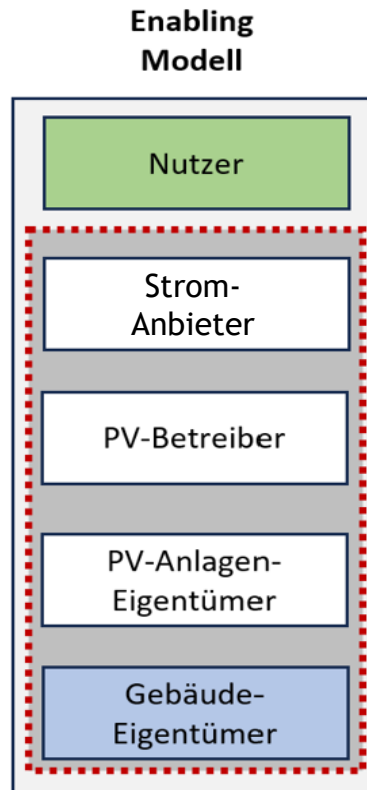 Enabling
Modell
Nutzer
Strom-
Anbieter
PV-Betreiber
PV-Anlagen-
Eigentümer
Gebäude-
Eigentümer